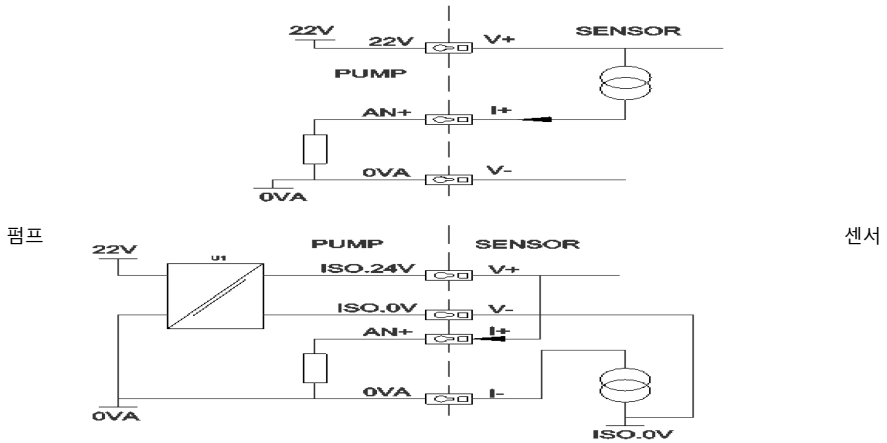 22V
22V
V+
SENSOR
PUMP
AN+
I+
0VA
V-
0VA
펌프
센서
22V
U1
PUMP
SENSOR
ISO.24V
V+
ISO.0V
V-
AN+
I+
0VA
I-
0VA
ISO.0V